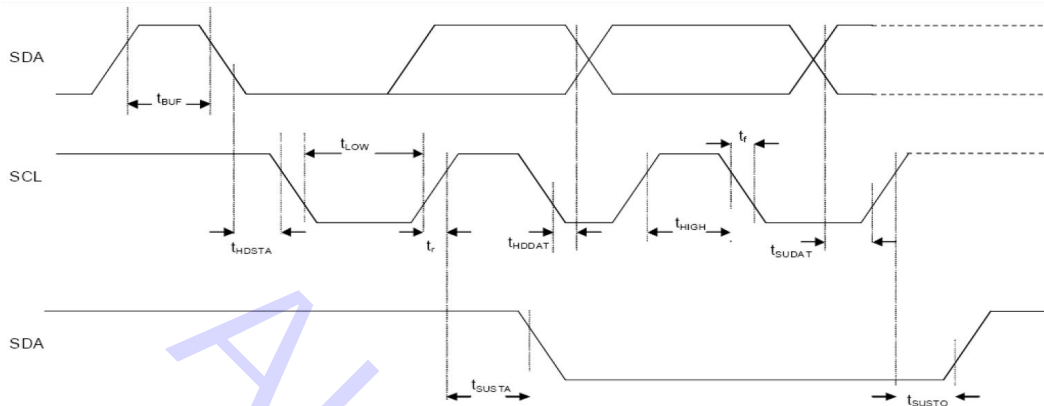 SDA
tBUF
tLOW
tf
SCL
tHDSTA
tr
tHDDAT
tHIGH
tSUDAT
SDA
tSUSTA
tSUSTO